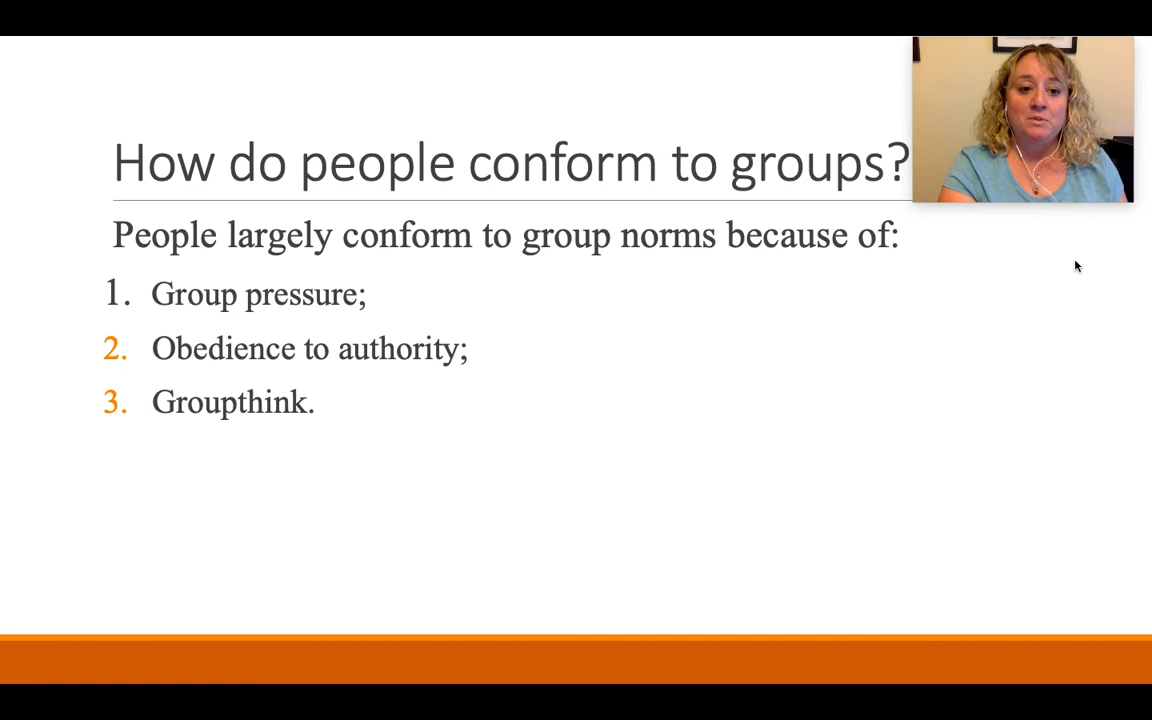 How do people conform to groups?
People largely conform to group norms because of:
1. Group pressure;
2. Obedience to authority;
3. Groupthink.